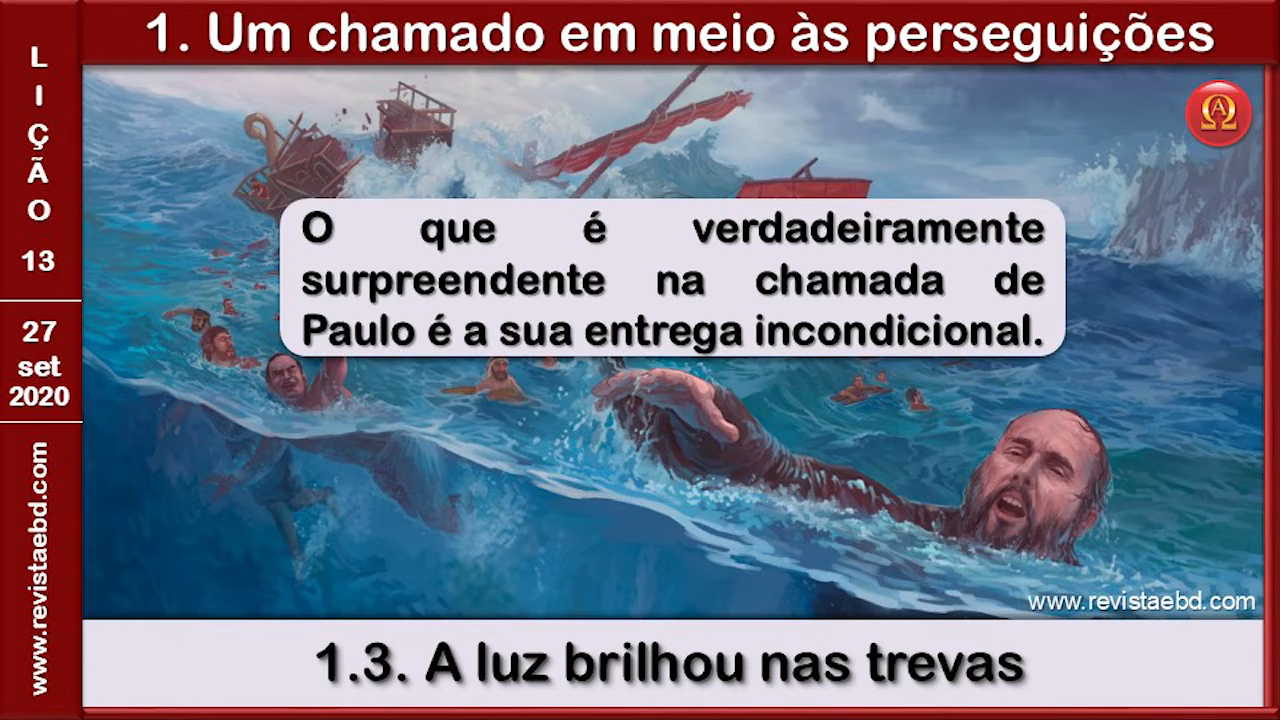 1. Um chamado em meio às perseguições
L
I
Ç
Ã
O
13
27
set
2020
www.revistaebd.com
A
Ω
O que é verdadeiramente
surpreendente na chamada de
Paulo é a sua entrega incondicional.
www.revistaebd.com
1.3. A luz brilhou nas trevas